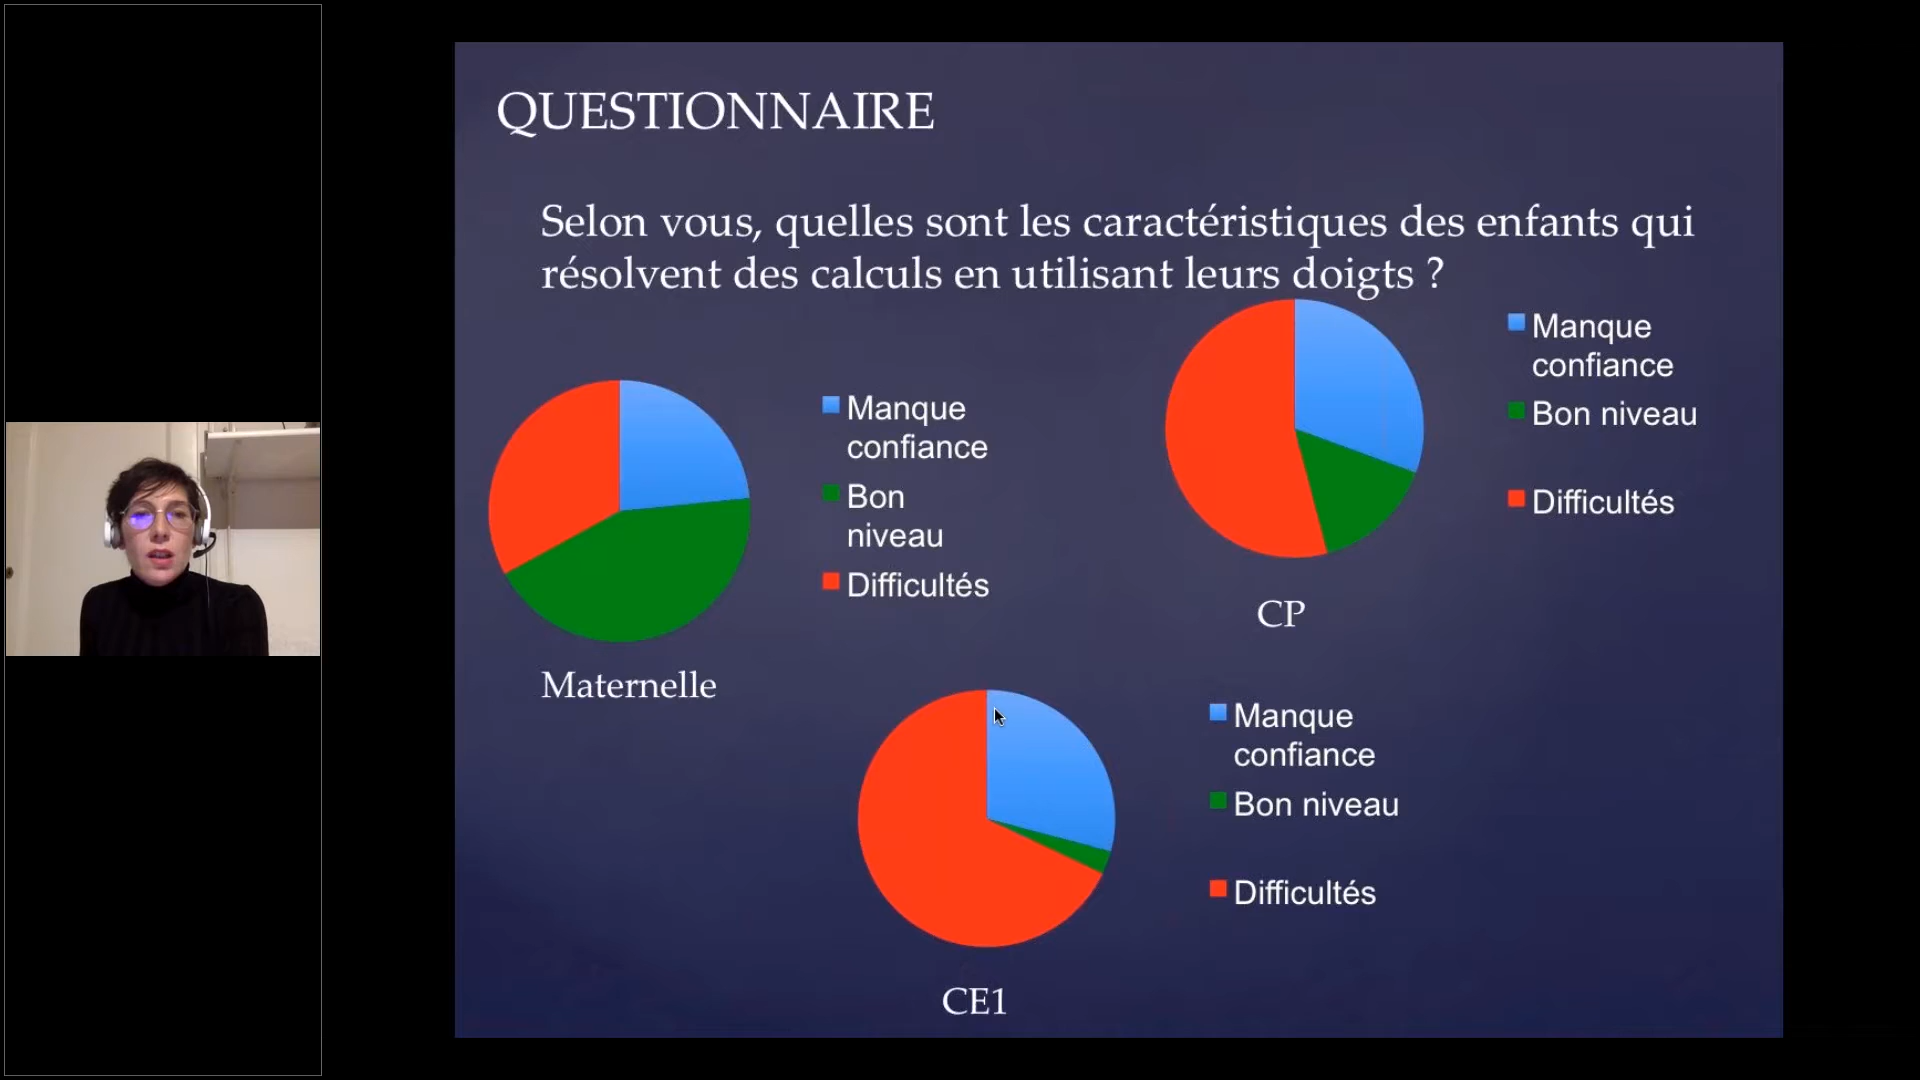 QUESTIONNAIRE
Selon vous, quelles sont les caractéristiques des enfants qui
résolvent des calculs en utilisant leurs doigts ?
Manque
confiance
Bon
niveau
Difficultés
Maternelle
Manque
confiance
Bon niveau
Difficultés
CP
Manque
confiance
Bon niveau
Difficultés
CE1